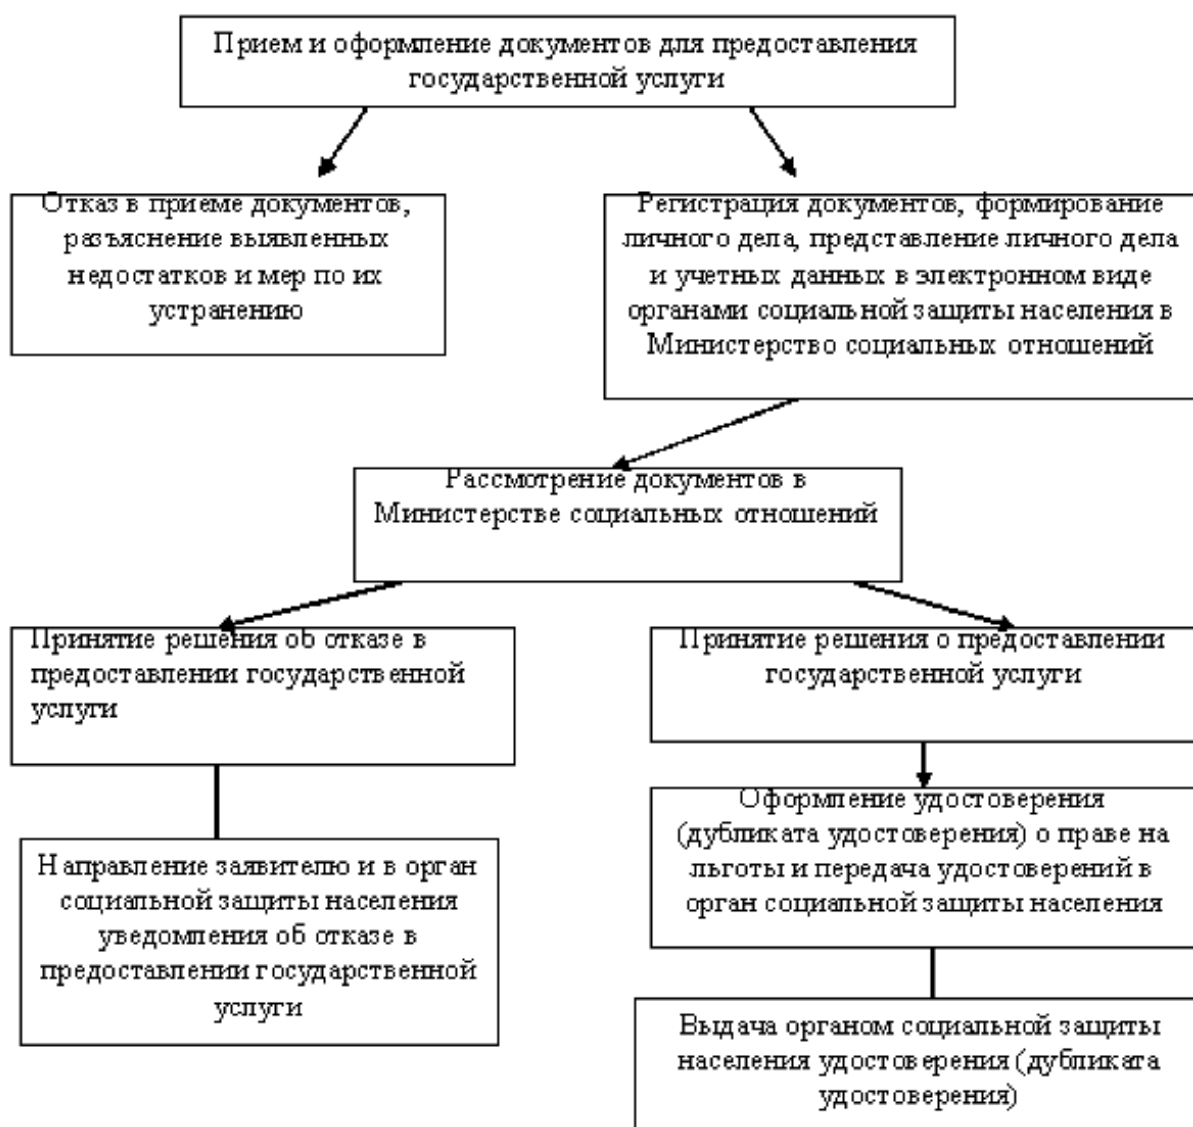 Прием и оформление документов для предоставления
государственной услуги
Отказ в приеме документов,
разъяснение выявленных
недостатков и мер по их
устранению
Регистрация документов, формирование
личного дела, представление личного дела
и учетных данных в электронном виде
органами социальной защиты населения в
Министерство социальных отношений
Рассмотрение документов в
Министерстве социальных отношений
Принятие решения об отказе в
предоставлении государственной
услуги
Принятие решения о предоставлении
государственной услуги
Направление заявителю и в орган
социальной защиты населения
уведомления об отказе в
предоставлении государственной
услуги
Оформление удостоверения
(дубликата удостоверения) о праве на
льготы и передача удостоверений в
орган социальной защиты населения
Выдача органом социальной защиты
населения удостоверения (дубликата
удостоверения)